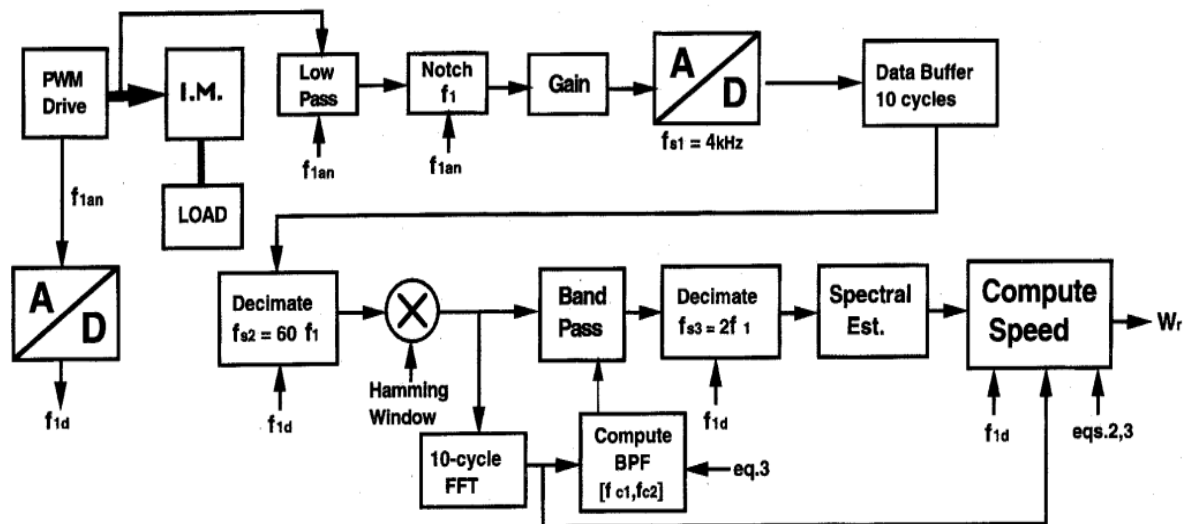 PWM
Drive
I.M.
LOAD
f1an
A
D
f1d
Low
Pass
f1an
Notch
f1
f1an
Gain
A
D
fs1 = 4kHz
Data Buffer
10 cycles
Decimate
fs2 = 60 f1
f1d
Hamming
Window
10-cycle
FFT
Band
Pass
Compute
BPF
[f c1,fc2]
eq.3
Decimate
fs3 = 2f 1
f1d
Spectral
Est.
Compute
Speed
f1d
eqs.2,3
Wr